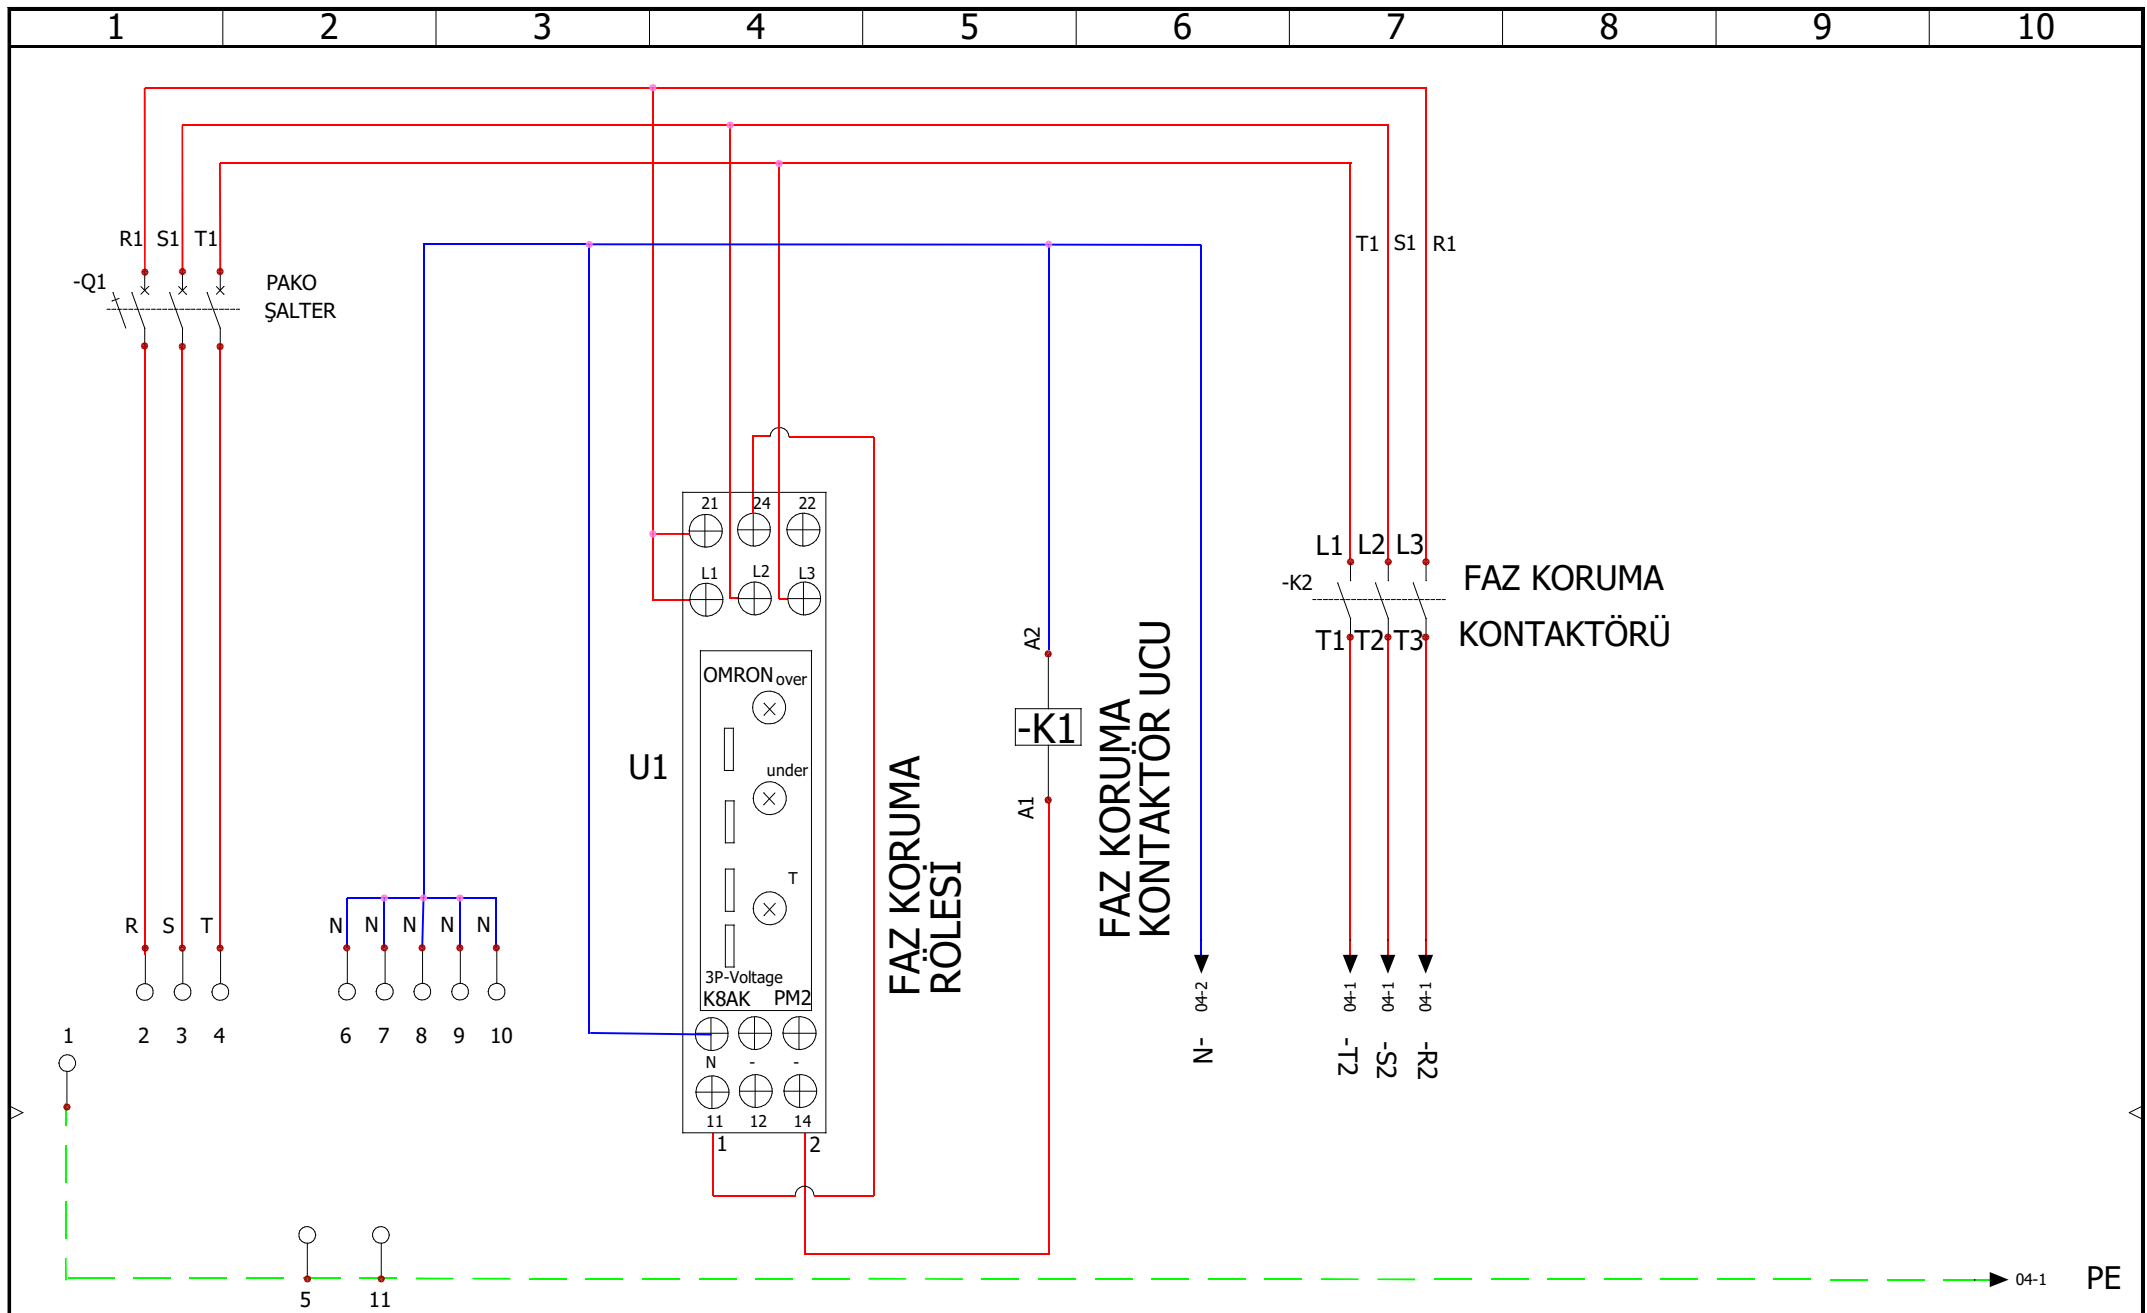 1 2 3 4 5 6 7 8 9 10
R1 S1 T1
-Q1
PAKO
ŞALTER
T1 S1 R1
21 24 22
L1 L2 L3
OMRON over
under
T
3P-Voltage
K8AK PM2
N - -
11 12 14
1 2
U1
FAZ KORUMA
RÖLESİ
A2
-K1
A1
FAZ KORUMA
KONTAKTÖR UCU
L1 L2 L3
-K2
T1 T2 T3
FAZ KORUMA
KONTAKTÖRÜ
R S T
N N N N N
2 3 4
6 7 8 9 10
1
5 11
04-2
-N
04-1 04-1 04-1
-T2 -S2 -R2
04-1 PE